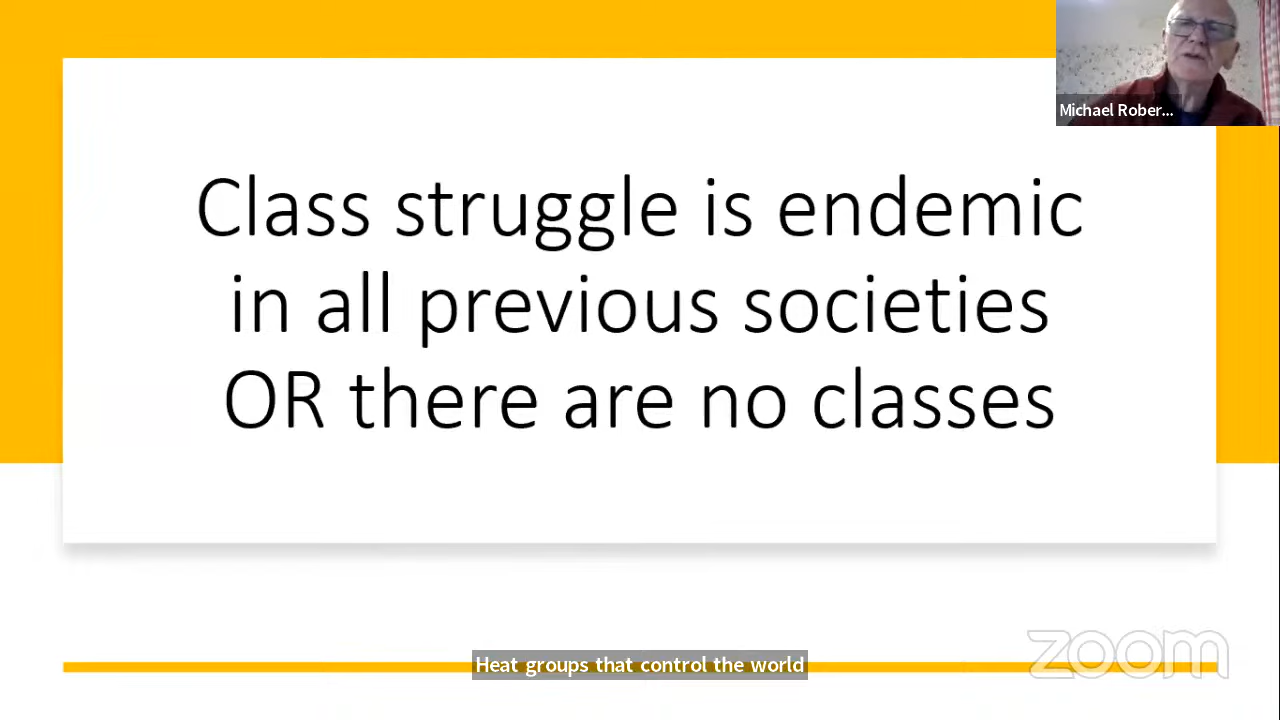 Michael Rober...
Class struggle is endemic
in all previous societies
OR there are no classes
zoom
Heat groups that control the world